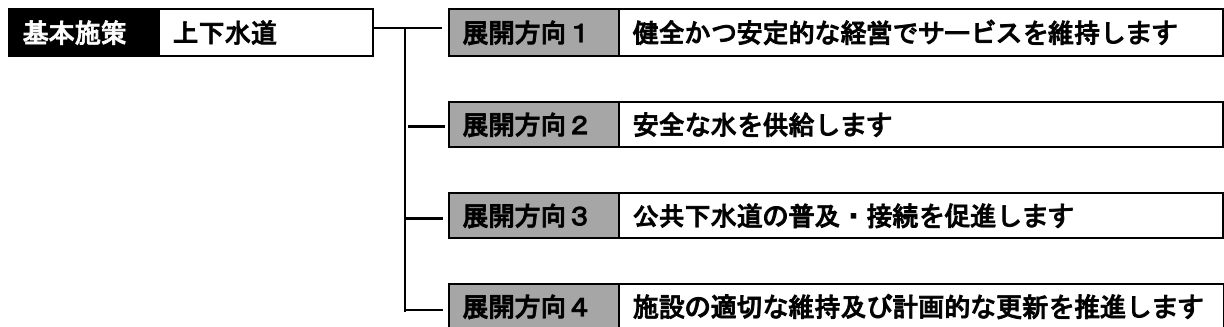 基本施策 上下水道
展開方向1 健全かつ安定的な経営でサービスを維持します
展開方向2 安全な水を供給します
展開方向3 公共下水道の普及・接続を促進します
展開方向4 施設の適切な維持及び計画的な更新を推進します